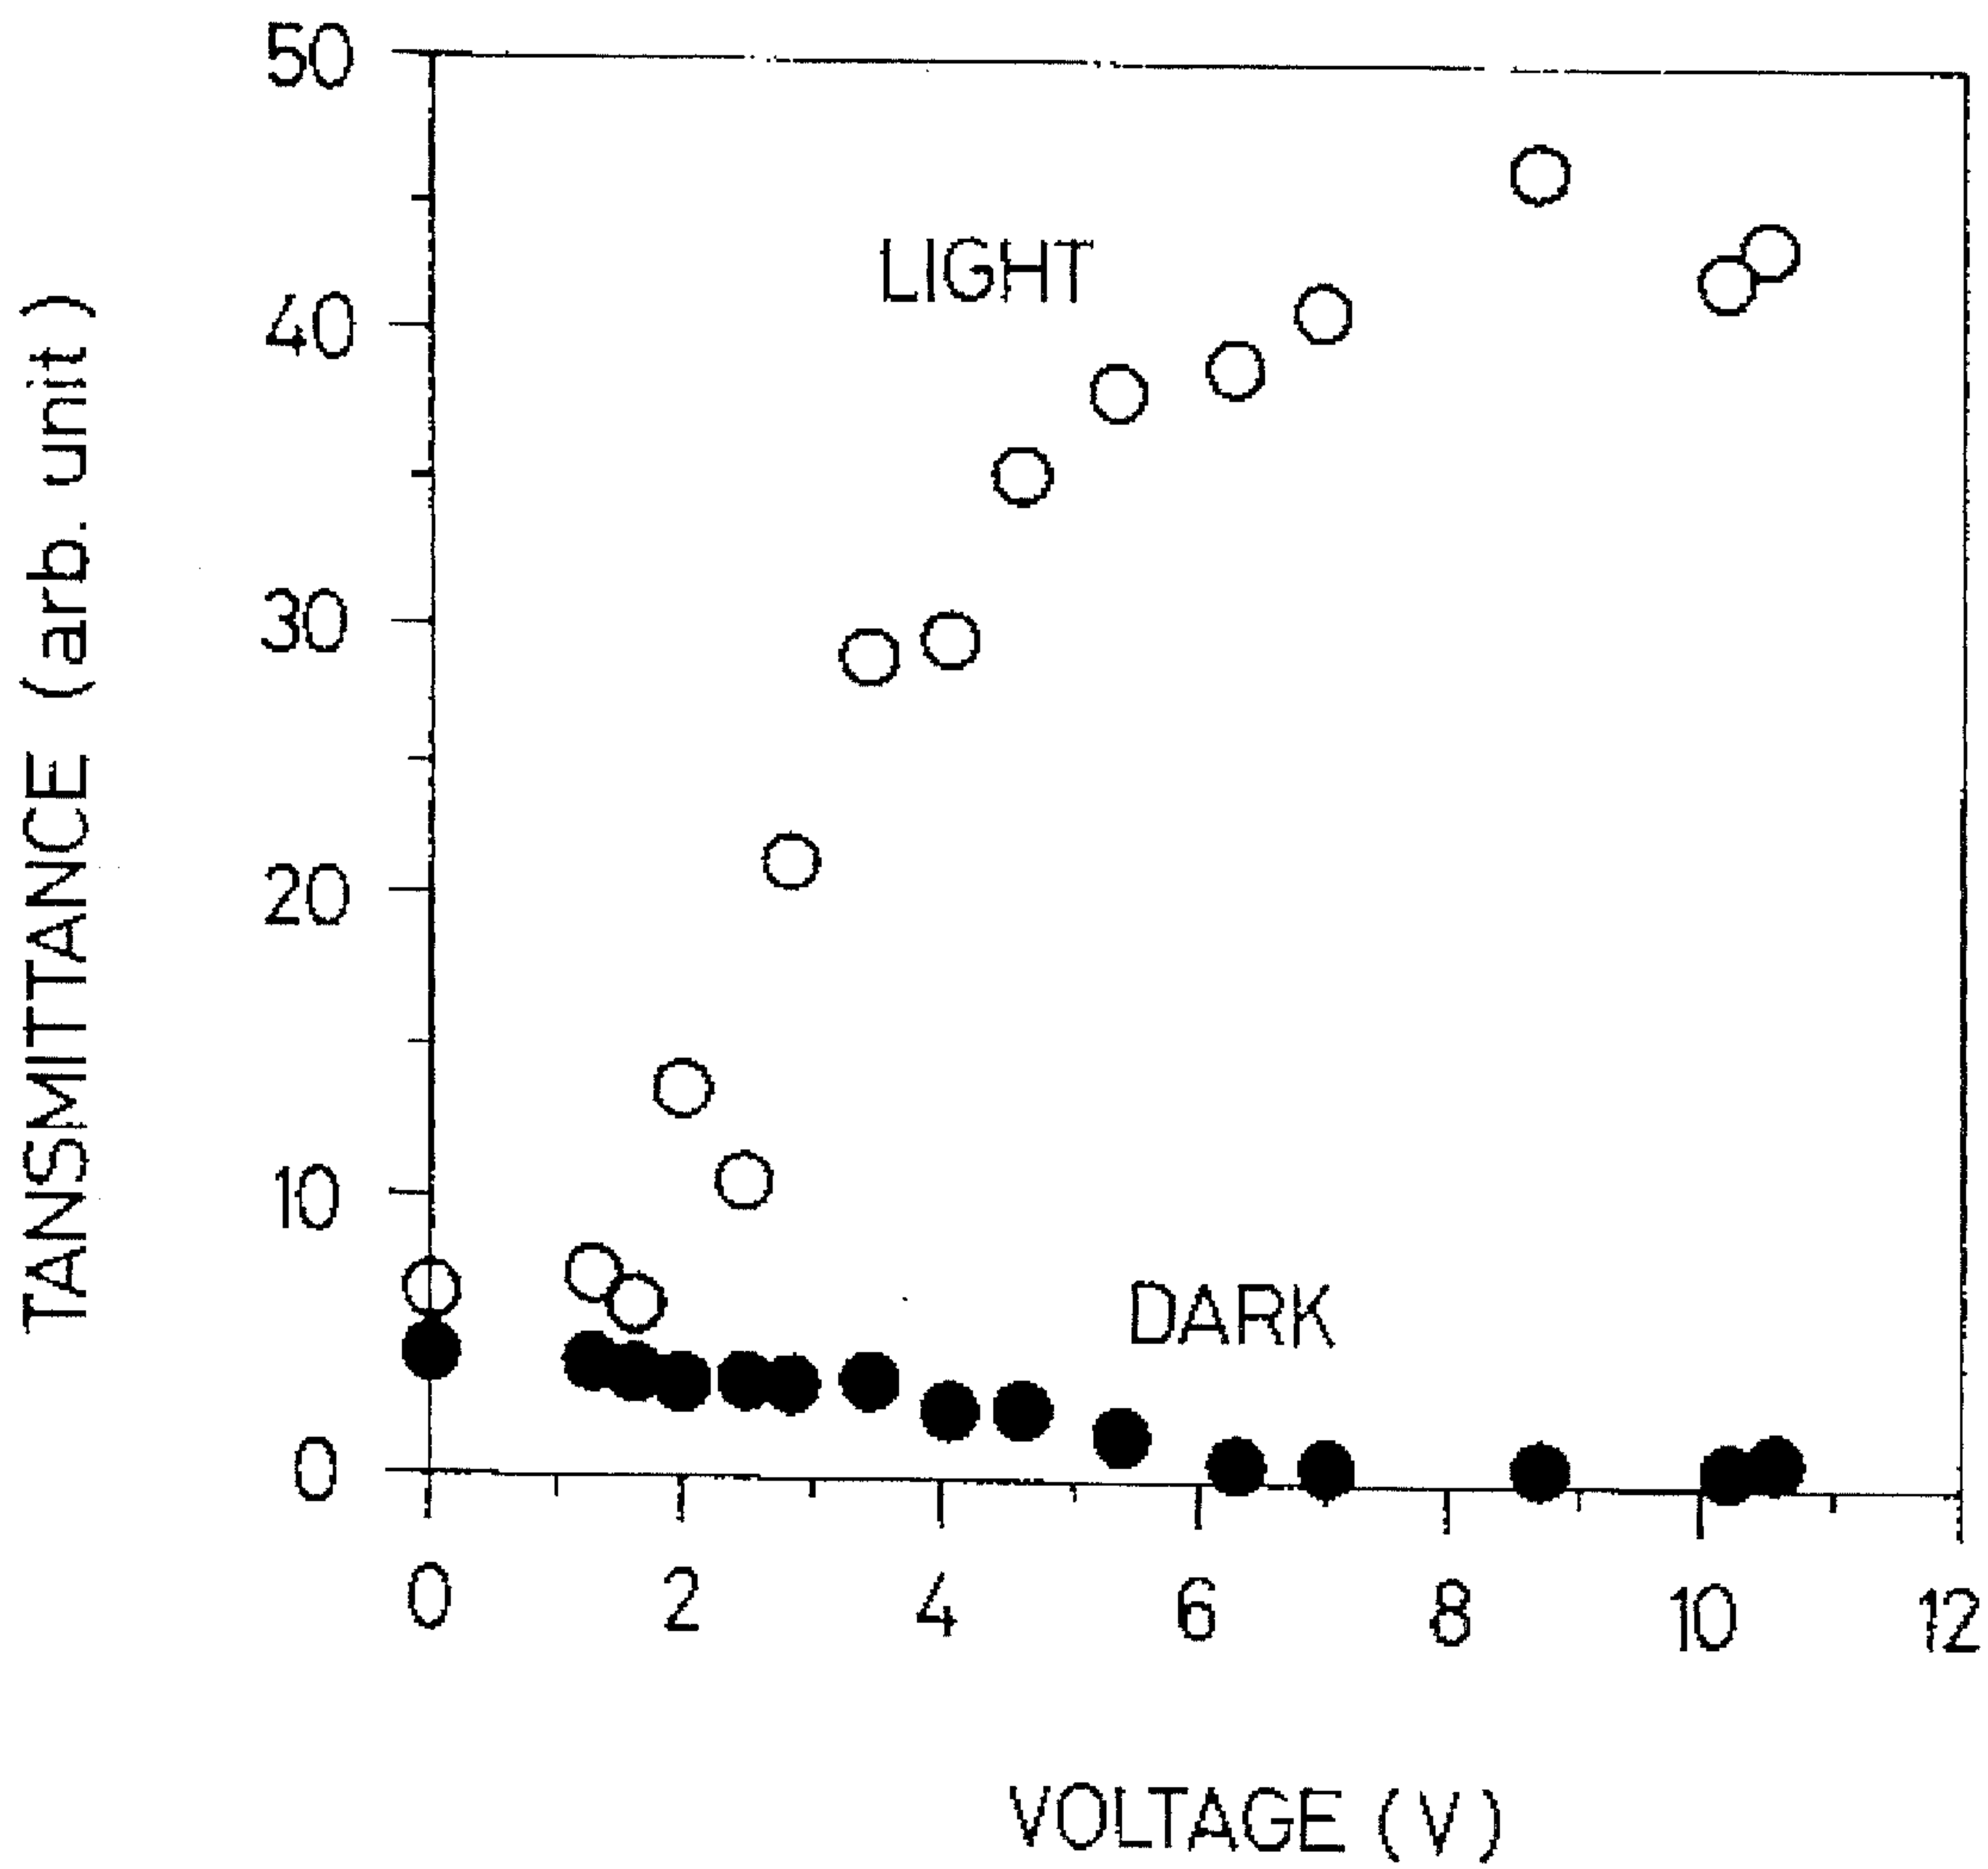 TANSMITTANCE (arb. unit)
50
40
30
20
10
0
LIGHT
DARK
0 2 4 6 8 10 12
VOLTAGE (V)